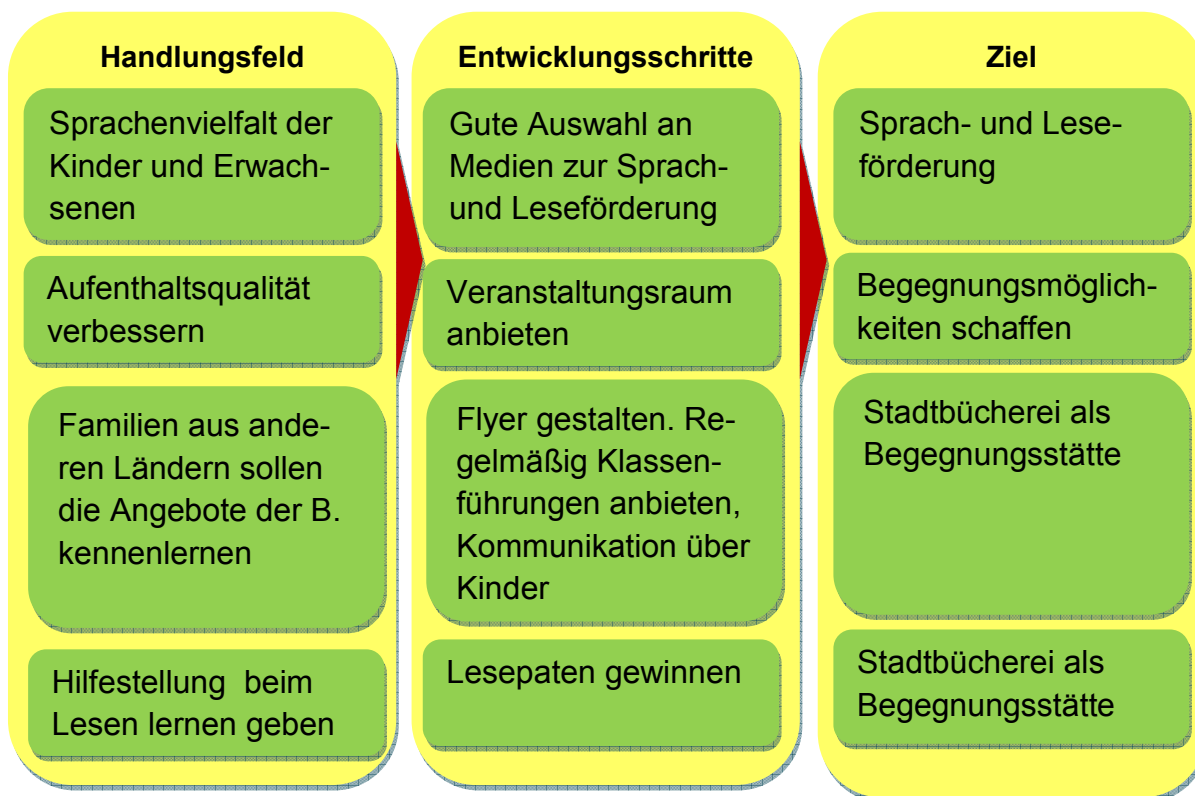 Handlungsfeld
Sprachenvielfalt der
Kinder und Erwach-
senen
Aufenthaltsqualität
verbessern
Familien aus ande-
ren Ländern sollen
die Angebote der B.
kennenlernen
Hilfestellung  beim
Lesen lernen geben
Entwicklungsschritte
Gute Auswahl an
Medien zur Sprach-
und Leseförderung
Veranstaltungsraum
anbieten
Flyer gestalten. Re-
gelmäßig Klassen-
führungen anbieten,
Kommunikation über
Kinder
Lesepaten gewinnen
Ziel
Sprach- und Lese-
förderung
Begegnungsmöglich-
keiten schaffen
Stadtbücherei als
Begegnungsstätte
Stadtbücherei als
Begegnungsstätte